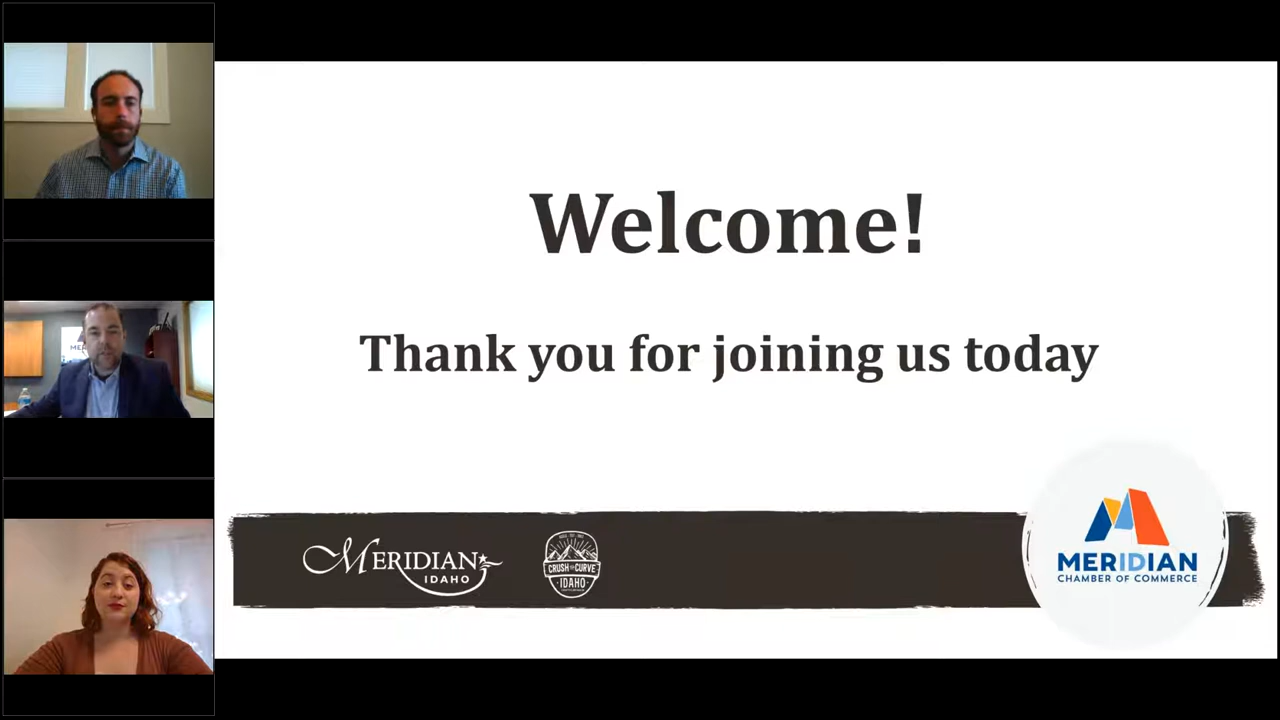 Welcome!
Thank you for joining us today
MERIDIAN
IDAHO
CRUSH THE CURVE
IDAHO
MERIDIAN
CHAMBER OF COMMERCE